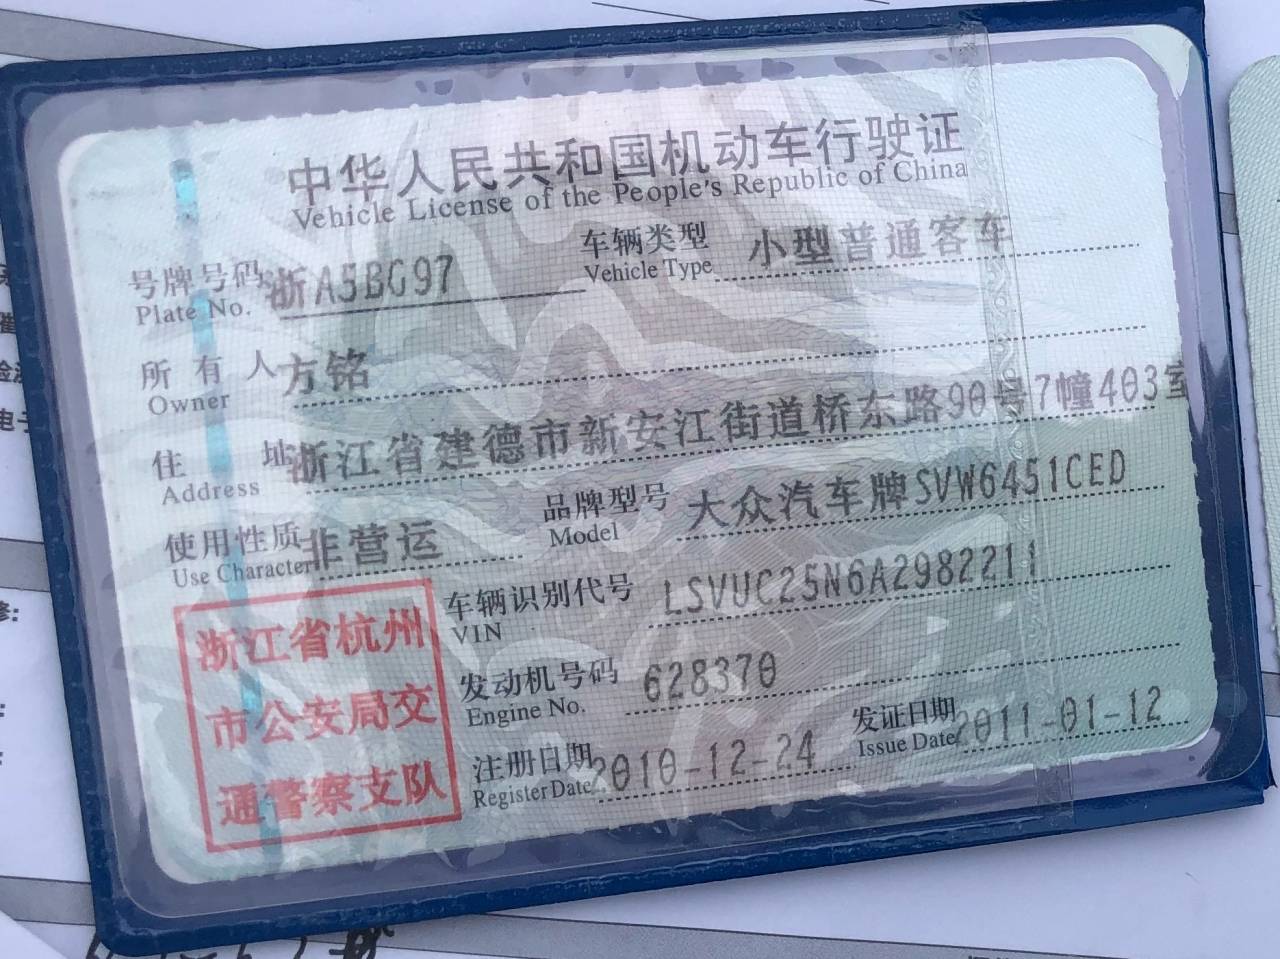 中华人民共和国机动车行驶证
Vehicle License of the People's Republic of China
号牌号码 浙A5BG97 车辆类型 小型普通客车
Plate No. Vehicle Type
所有人 方铭
Owner
住址 浙江省建德市新安江街道桥东路90号7幢403室
Address
使用性质 非营运 品牌型号 大众汽车牌SVW6451CED
Use Character Model
车辆识别代号 LSVUC25N6A2982211
VIN
发动机号码 628370
Engine No.
注册日期 2010-12-24 发证日期 2011-01-12
Register Date Issue Date
浙江省杭州
市公安局交
通警察支队